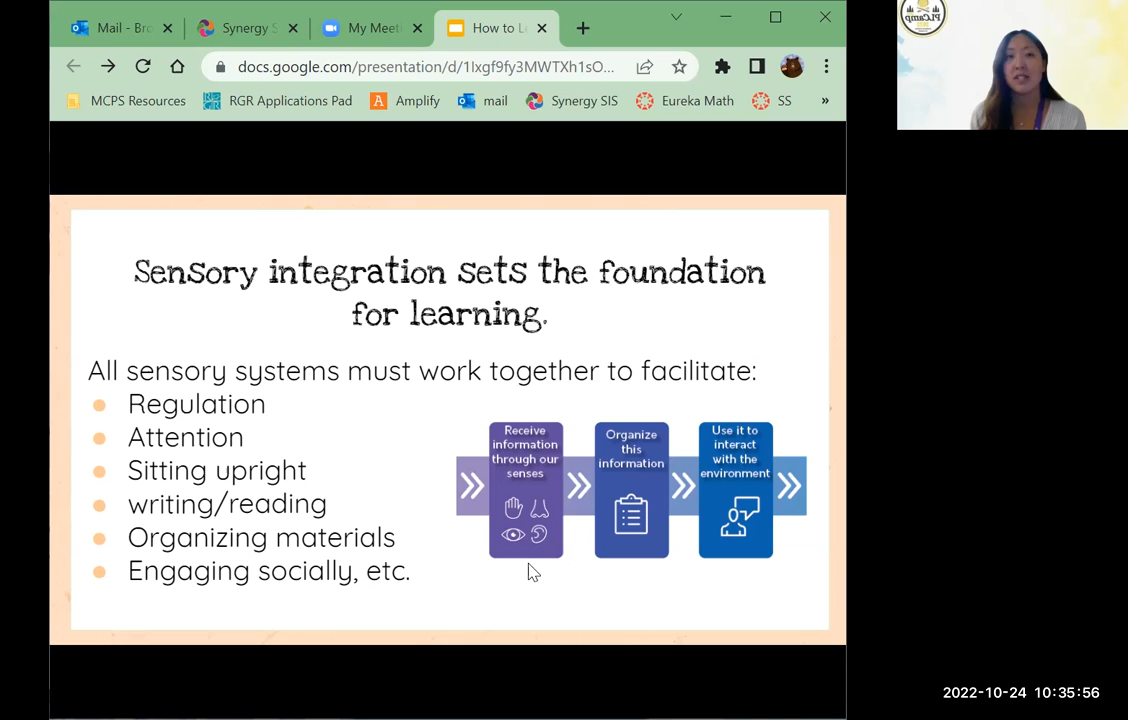 Mail - Bro
Synergy S
My Meeti
How to Le
docs.google.com/presentation/d/1Ixgf9fy3MWTXh1sO...
MCPS Resources
RGR Applications Pad
Amplify
mail
Synergy SIS
Eureka Math
SS
»
PLCamp
Sensory integration sets the foundation
for learning.
All sensory systems must work together to facilitate:
Regulation
Attention
Sitting upright
writing/reading
Organizing materials
Engaging socially, etc.
Receive
information
through our
senses
Organize
this
information
Use it to
interact
with the
environment
2022-10-24 10:35:56